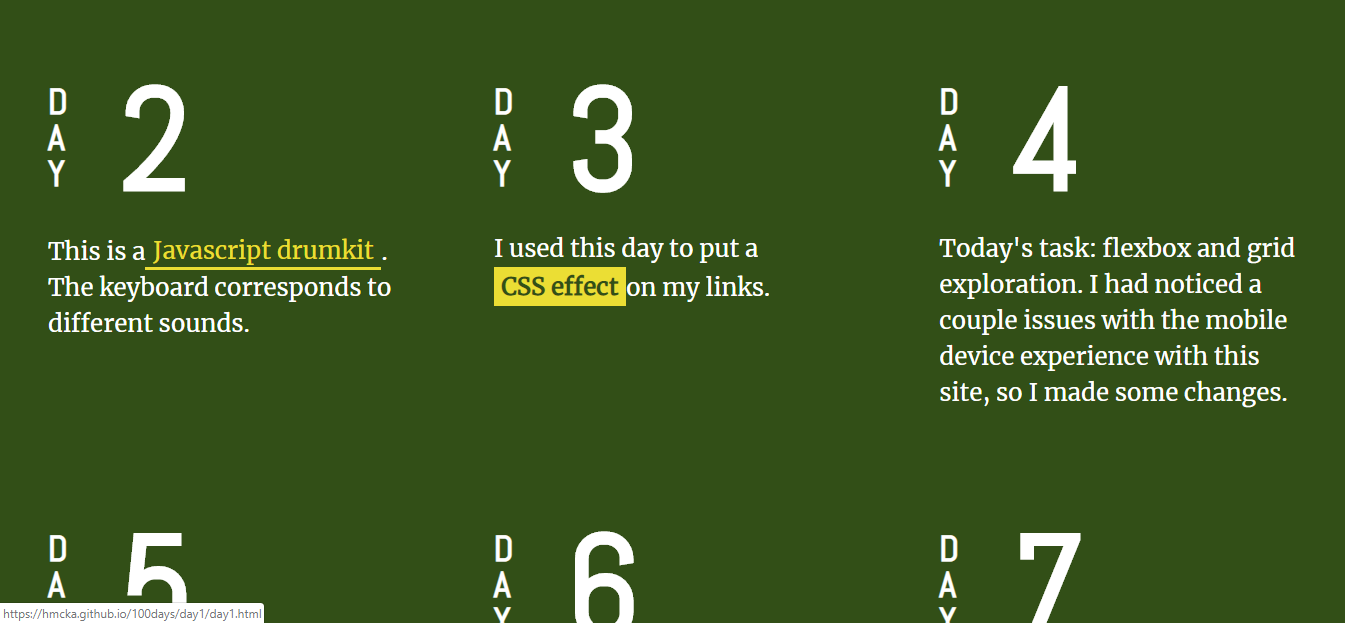 DAY 2
This is a Javascript drumkit .
The keyboard corresponds to
different sounds.
DAY 3
I used this day to put a
CSS effect on my links.
DAY 4
Today's task: flexbox and grid
exploration. I had noticed a
couple issues with the mobile
device experience with this
site, so I made some changes.
DAY 5
DAY 6
DAY 7
https://hmcka.github.io/100days/day1/day1.html